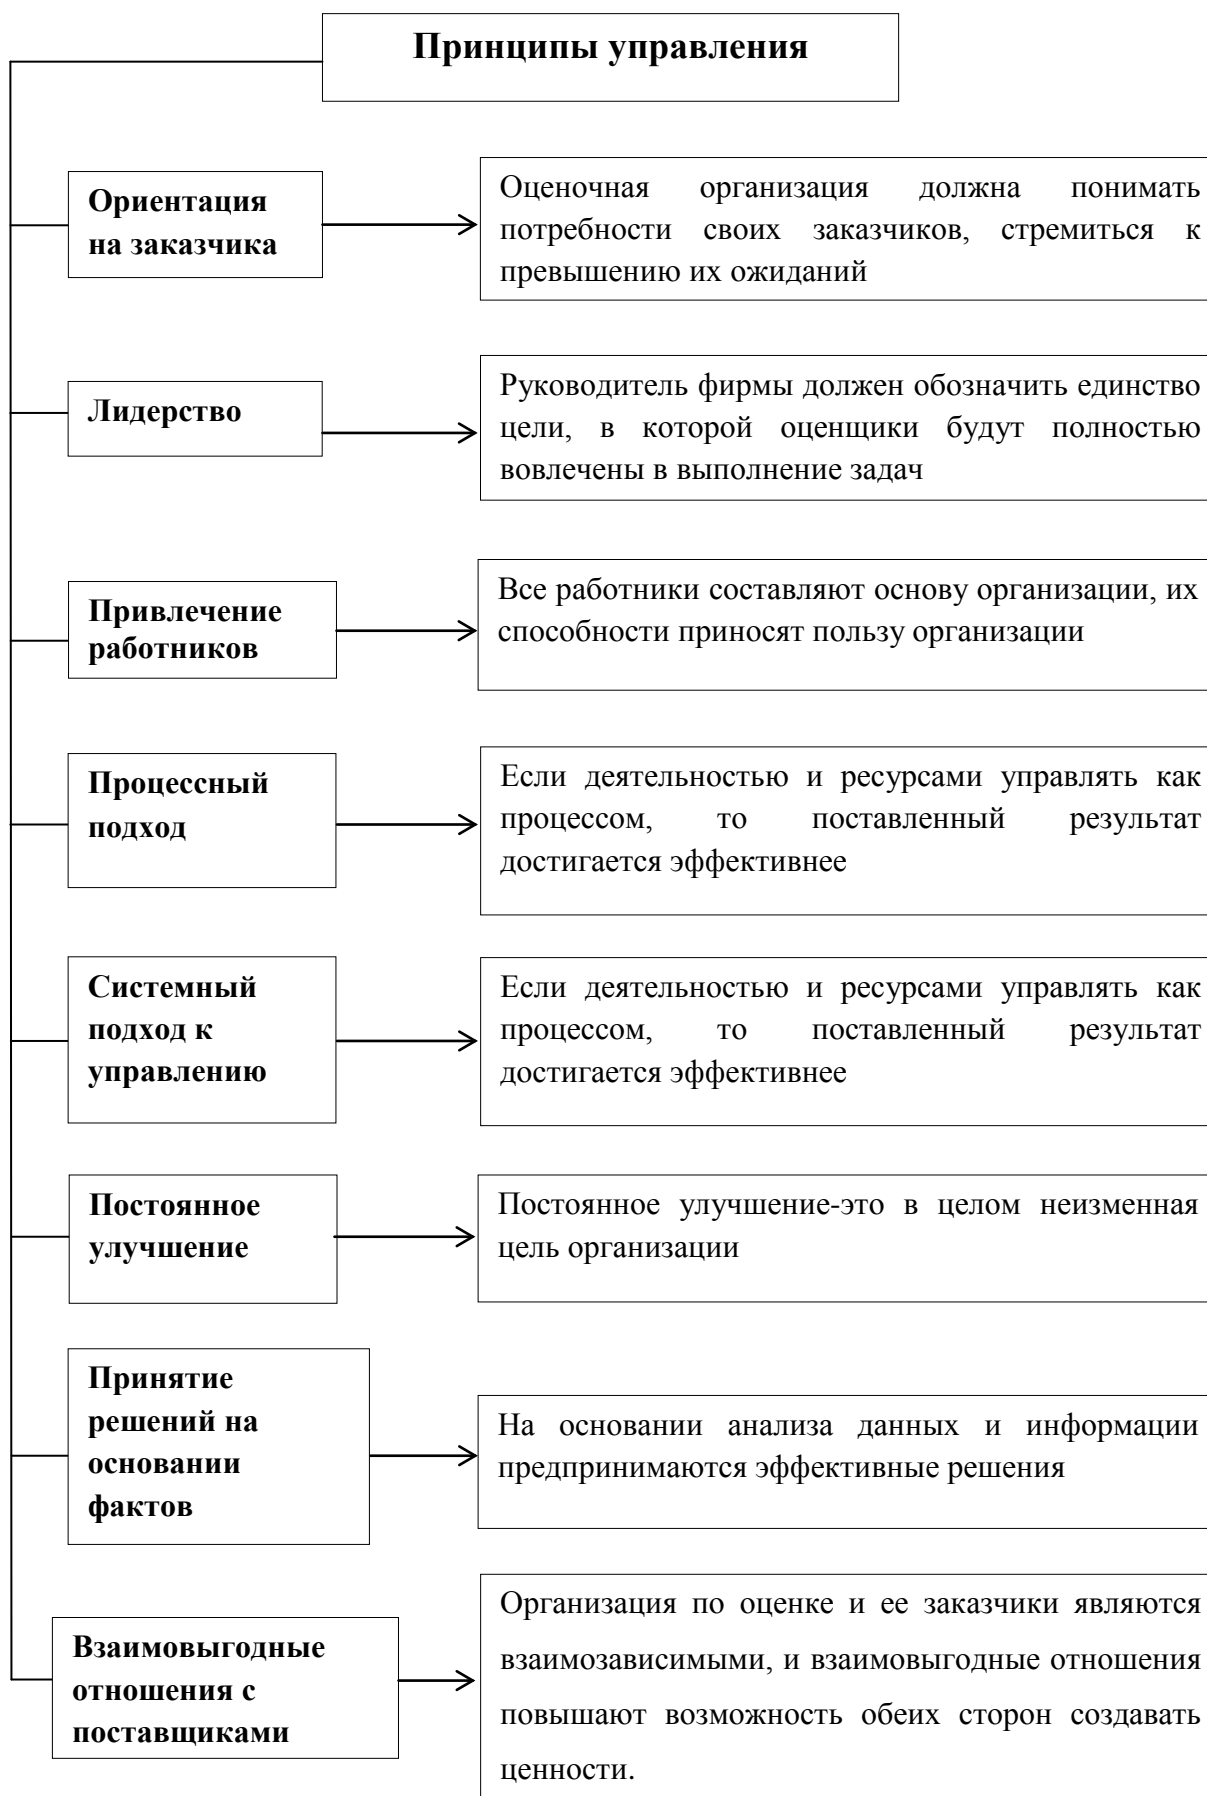 Принципы управления
Ориентация
на заказчика
Оценочная организация должна понимать
потребности своих заказчиков, стремиться к
превышению их ожиданий
Лидерство
Руководитель фирмы должен обозначить единство
цели, в которой оценщики будут полностью
вовлечены в выполнение задач
Привлечение
работников
Все работники составляют основу организации, их
способности приносят пользу организации
Процессный
подход
Если деятельностью и ресурсами управлять как
процессом, то поставленный результат
достигается эффективнее
Системный
подход к
управлению
Если деятельностью и ресурсами управлять как
процессом, то поставленный результат
достигается эффективнее
Постоянное
улучшение
Постоянное улучшение-это в целом неизменная
цель организации
Принятие
решений на
основании
фактов
На основании анализа данных и информации
предпринимаются эффективные решения
Взаимовыгодные
отношения с
поставщиками
Организация по оценке и ее заказчики являются
взаимозависимыми, и взаимовыгодные отношения
повышают возможность обеих сторон создавать
ценности.